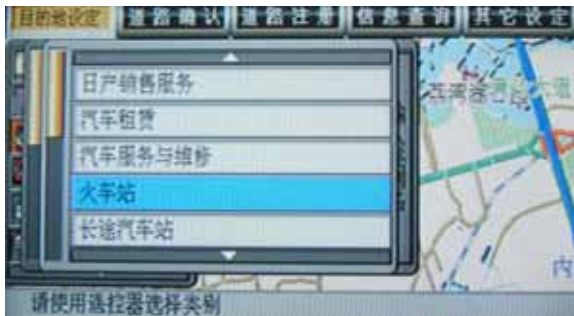 目的地设定 道路确认 道路注册 信息查询 其它设定
日产销售服务
汽车租赁
汽车服务与维修
火车站
长途汽车站
内
请使用遥控器选择类别